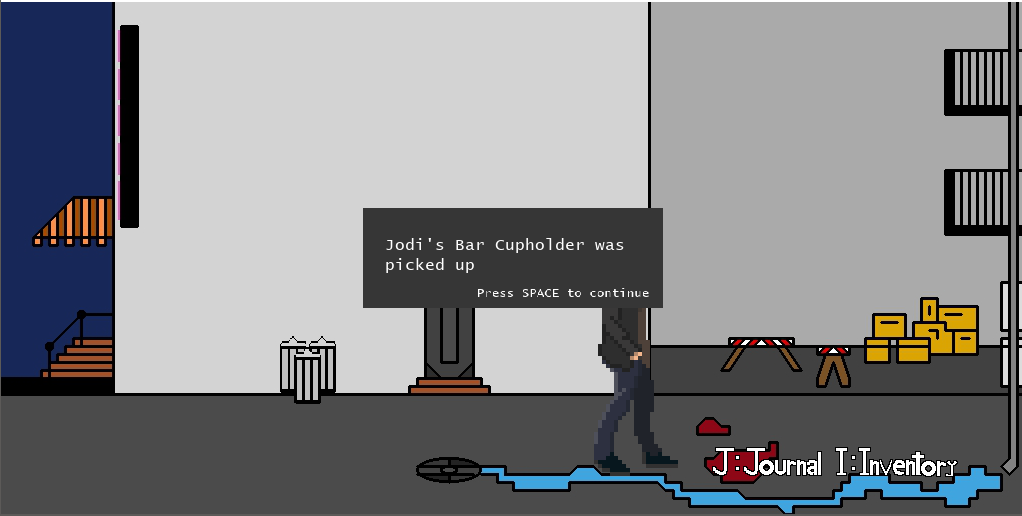 Jodi's Bar Cupholder was
picked up
Press SPACE to continue
J:Journal I:Inventory